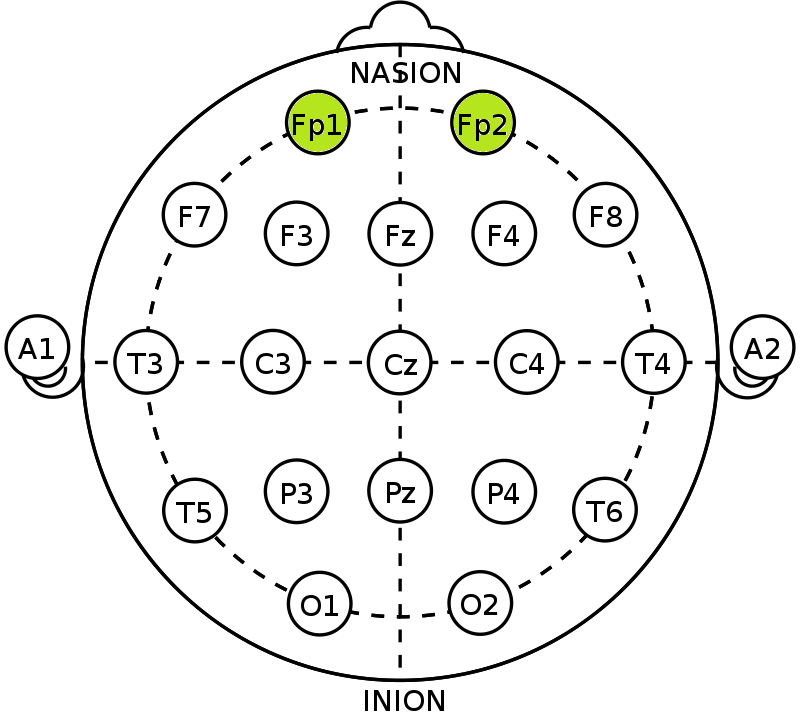 NASION
Fp1 Fp2
F7 F3 Fz F4 F8
A1 T3 C3 Cz C4 T4 A2
T5 P3 Pz P4 T6
O1 O2
INION